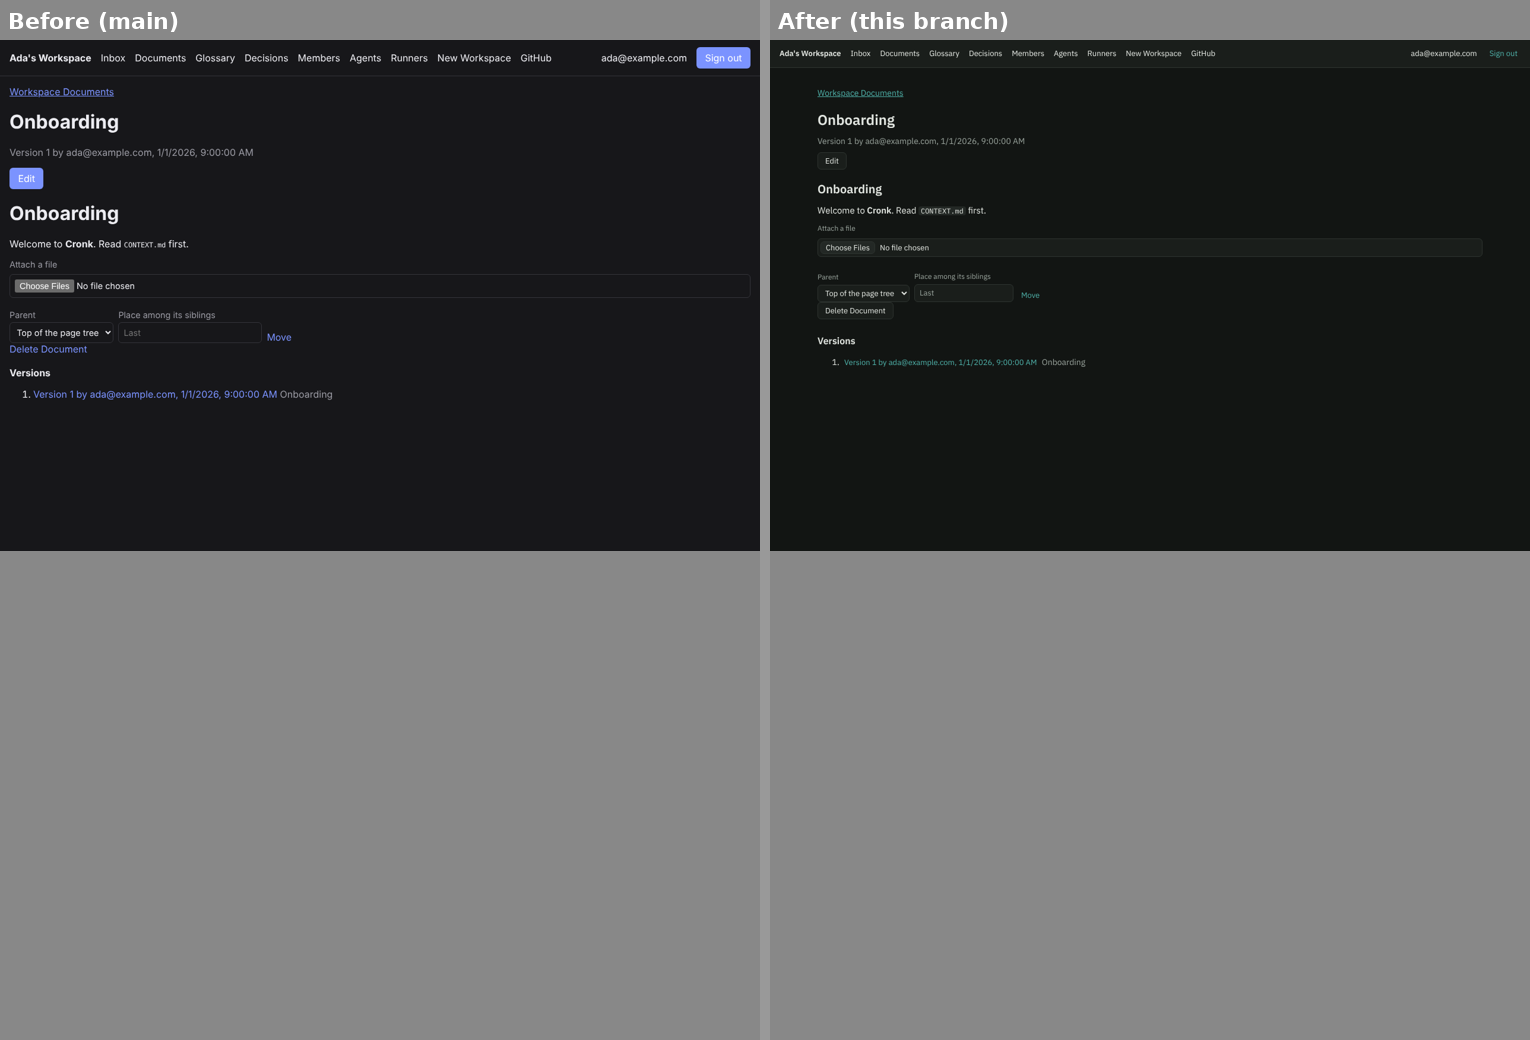 Before (main)
Ada's Workspace Inbox Documents Glossary Decisions Members Agents Runners New Workspace GitHub ada@example.com Sign out
Workspace Documents
Onboarding
Version 1 by ada@example.com, 1/1/2026, 9:00:00 AM
Edit
Onboarding
Welcome to Cronk. Read CONTEXT.md first.
Attach a file
Choose Files No file chosen
Parent Place among its siblings
Top of the page tree Last Move
Delete Document
Versions
1. Version 1 by ada@example.com, 1/1/2026, 9:00:00 AM Onboarding
After (this branch)
Ada's Workspace Inbox Documents Glossary Decisions Members Agents Runners New Workspace GitHub ada@example.com Sign out
Workspace Documents
Onboarding
Version 1 by ada@example.com, 1/1/2026, 9:00:00 AM
Edit
Onboarding
Welcome to Cronk. Read CONTEXT.md first.
Attach a file
Choose Files No file chosen
Parent Place among its siblings
Top of the page tree Last Move
Delete Document
Versions
1. Version 1 by ada@example.com, 1/1/2026, 9:00:00 AM Onboarding